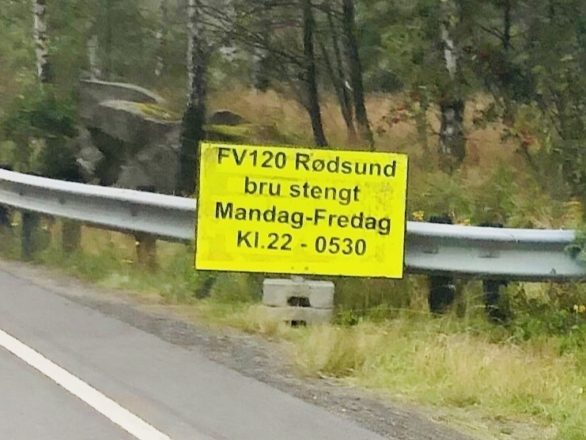 FV120 Rødsund
bru stengt
Mandag-Fredag
Kl.22 - 0530